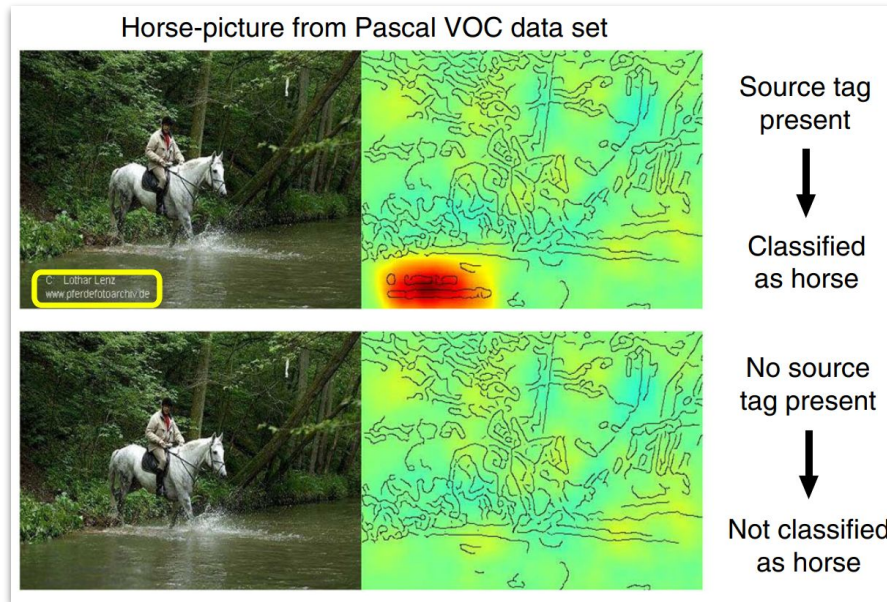 Horse-picture from Pascal VOC data set
Source tag
present
Classified
as horse
C Lothar Lenz
www.pferdefotoarchiv.de
No source
tag present
Not classified
as horse